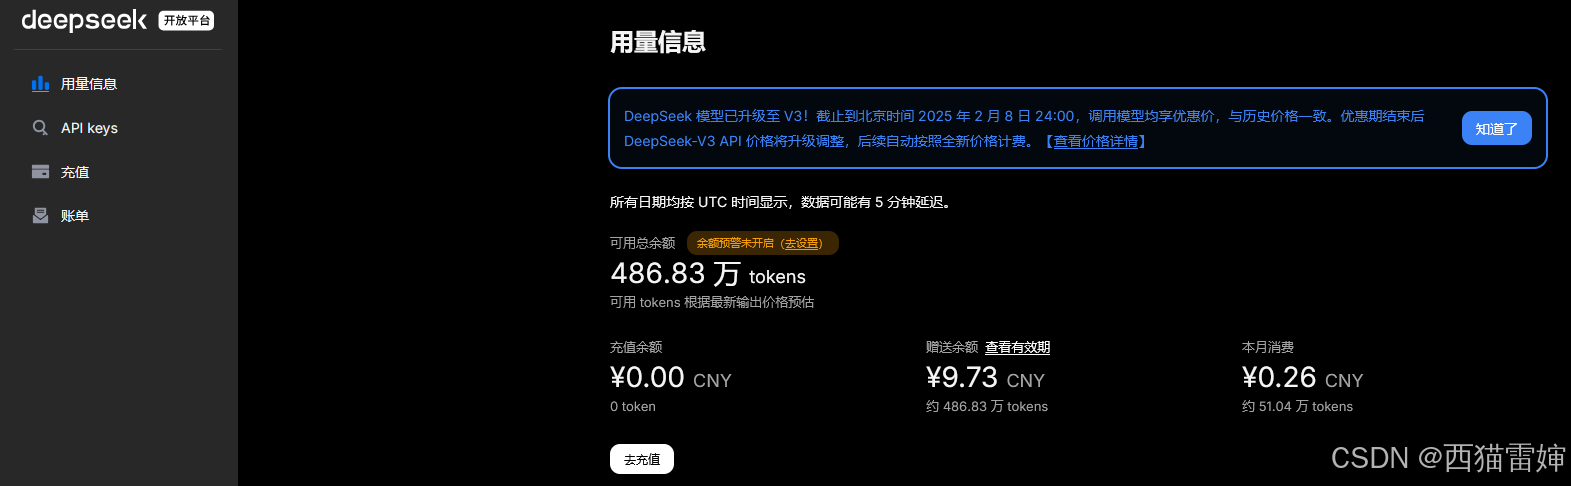 deepseek 开放平台
用量信息
API keys
充值
账单
用量信息
DeepSeek 模型已升级至 V3！截止到北京时间 2025 年 2 月 8 日 24:00，调用模型均享优惠价，与历史价格一致。优惠期结束后
DeepSeek-V3 API 价格将升级调整，后续自动按照全新价格计费。【查看价格详情】
知道了
所有日期均按 UTC 时间显示，数据可能有 5 分钟延迟。
可用总余额 余额预警未开启（去设置）
486.83 万 tokens
可用 tokens 根据最新输出价格预估
充值余额
¥0.00 CNY
0 token
赠送余额 查看有效期
¥9.73 CNY
约 486.83 万 tokens
本月消费
¥0.26 CNY
约 51.04 万 tokens
去充值
CSDN @西猫雷婶